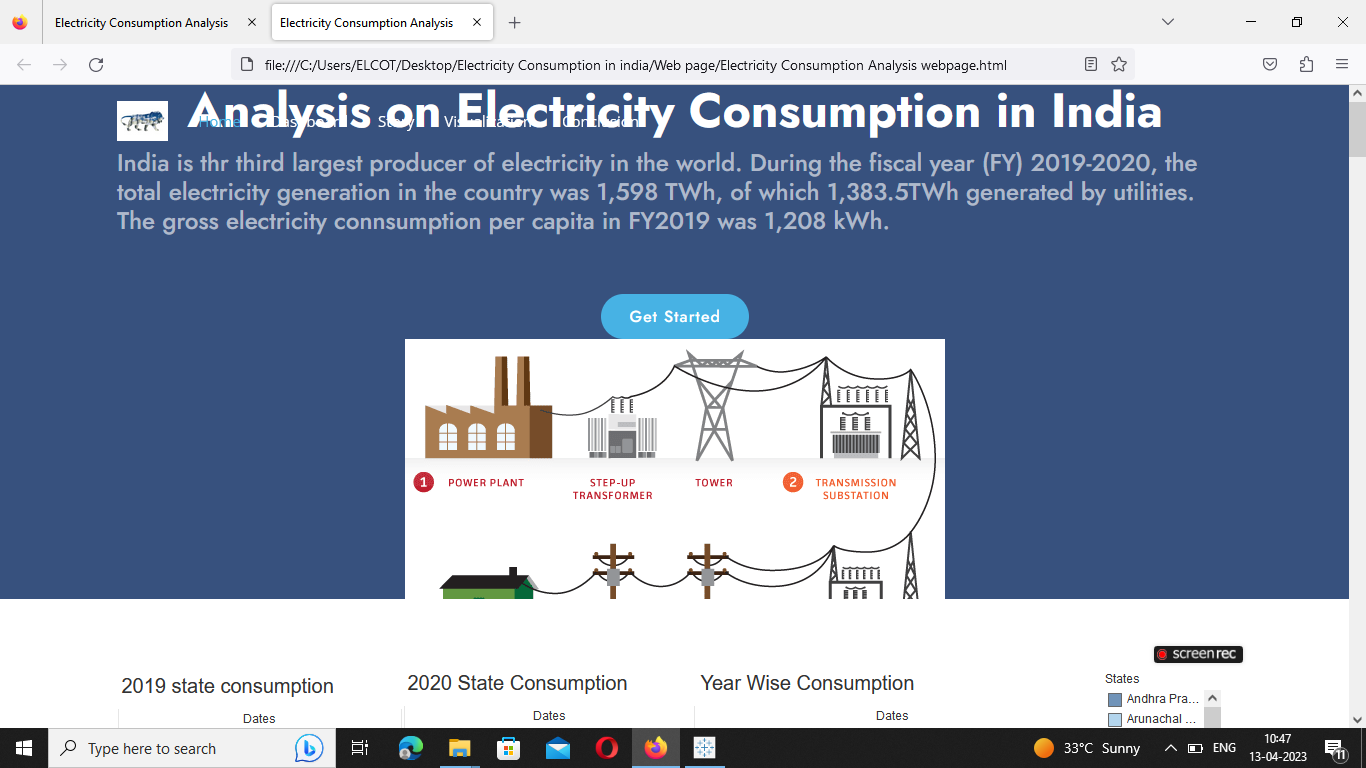 Electricity Consumption Analysis
Electricity Consumption Analysis
file:///C:/Users/ELCOT/Desktop/Electricity Consumption in india/Web page/Electricity Consumption Analysis webpage.html
Analysis on Electricity Consumption in India
Home Dashboard Story Visualization Conclusion
India is thr third largest producer of electricity in the world. During the fiscal year (FY) 2019-2020, the
total electricity generation in the country was 1,598 TWh, of which 1,383.5TWh generated by utilities.
The gross electricity connsumption per capita in FY2019 was 1,208 kWh.
Get Started
1 POWER PLANT
STEP-UP
TRANSFORMER
TOWER
2 TRANSMISSION
SUBSTATION
screenrec
2019 state consumption
2020 State Consumption
Year Wise Consumption
States
Dates
Dates
Dates
Andhra Pra...
Arunachal ...
Type here to search
33°C Sunny
ENG
10:47
13-04-2023
11